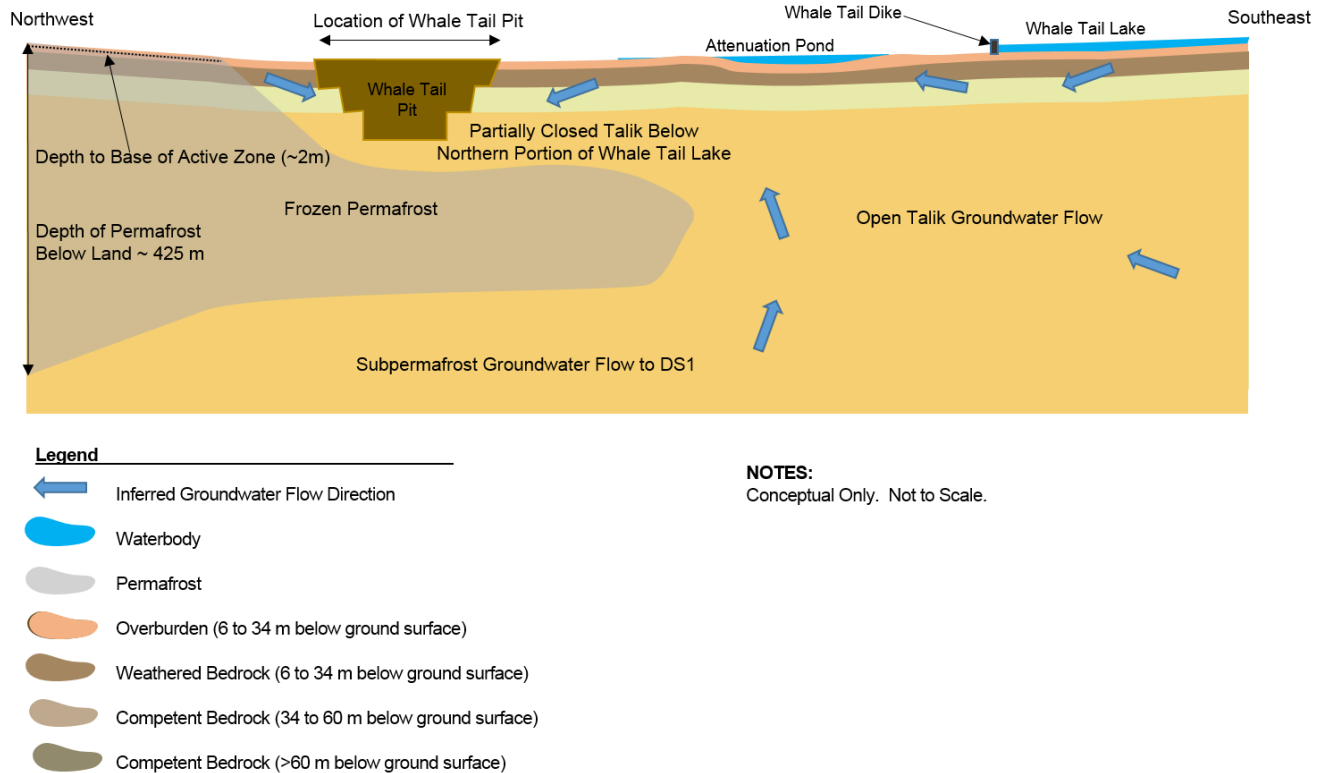 Northwest
Location of Whale Tail Pit
Whale Tail Dike
Whale Tail Lake
Southeast
Attenuation Pond
Whale Tail
Pit
Partially Closed Talik Below
Northern Portion of Whale Tail Lake
Depth to Base of Active Zone (~2m)
Frozen Permafrost
Open Talik Groundwater Flow
Depth of Permafrost
Below Land ~ 425 m
Subpermafrost Groundwater Flow to DS1
Legend
Inferred Groundwater Flow Direction
Waterbody
Permafrost
Overburden (6 to 34 m below ground surface)
Weathered Bedrock (6 to 34 m below ground surface)
Competent Bedrock (34 to 60 m below ground surface)
Competent Bedrock (>60 m below ground surface)
NOTES:
Conceptual Only. Not to Scale.